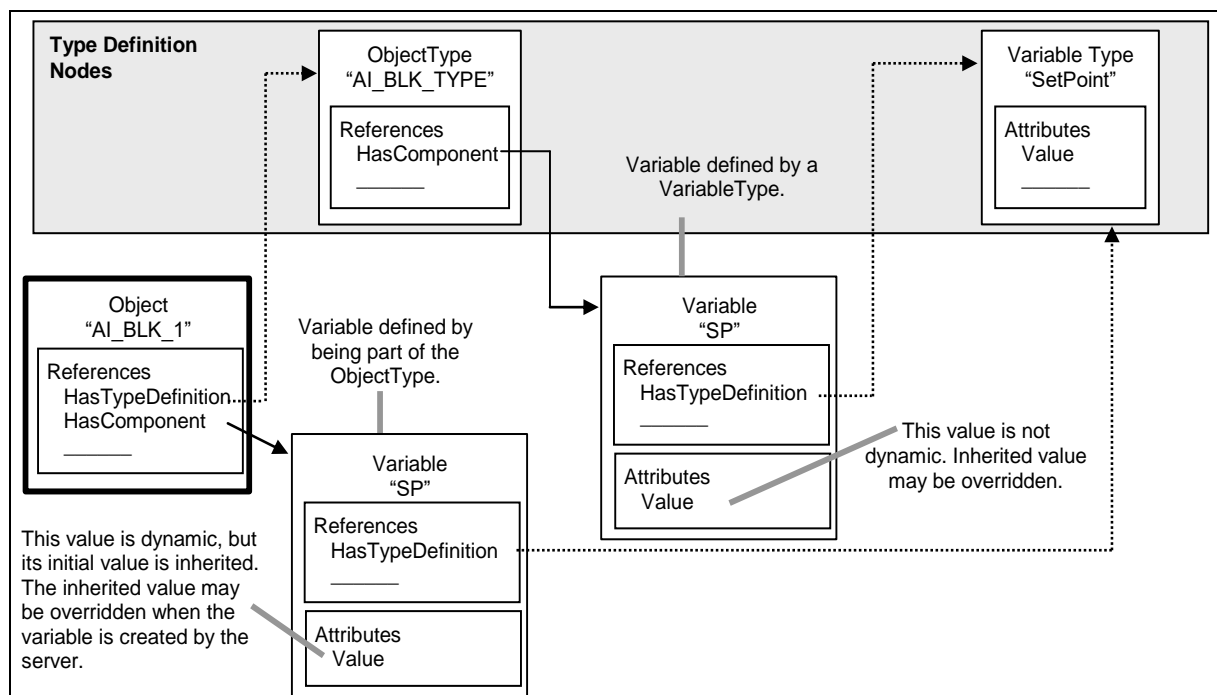 Type Definition
Nodes
ObjectType
“AI_BLK_TYPE”
References
HasComponent
Variable Type
“SetPoint”
Attributes
Value
Variable defined by a
VariableType.
Object
“AI_BLK_1”
References
HasTypeDefinition
HasComponent
Variable defined by
being part of the
ObjectType.
Variable
“SP”
References
HasTypeDefinition
Attributes
Value
This value is not
dynamic. Inherited value
may be overridden.
Variable
“SP”
References
HasTypeDefinition
Attributes
Value
This value is dynamic, but
its initial value is inherited.
The inherited value may
be overridden when the
variable is created by the
server.